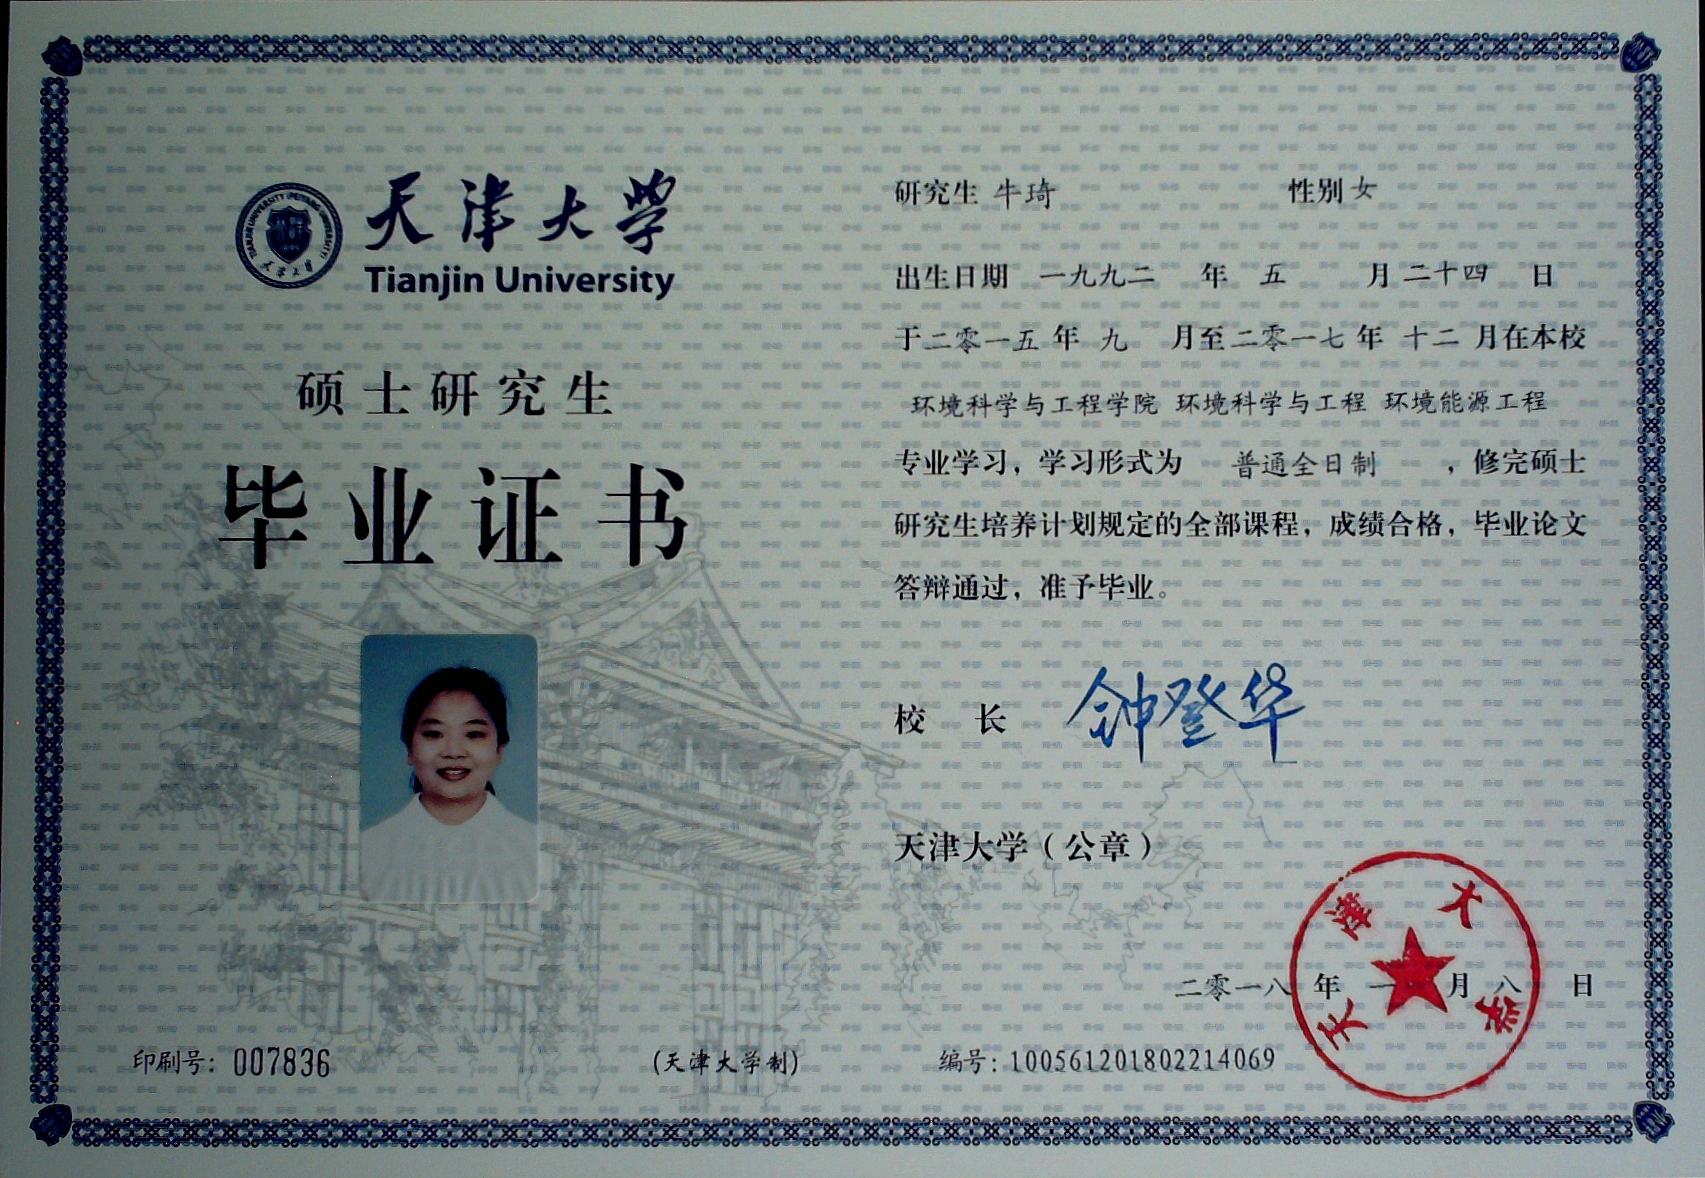 天津大学
Tianjin University
硕士研究生
毕业证书
印刷号：007836
(天津大学制)
研究生 牛琦 性别 女
出生日期 一九九二 年 五 月 二十四 日
于二零一五年 九 月至二零一七年 十二 月在本校
环境科学与工程学院 环境科学与工程 环境能源工程
专业学习，学习形式为 普通全日制 ，修完硕士
研究生培养计划规定的全部课程，成绩合格，毕业论文
答辩通过，准予毕业。
校 长 钟登华
天津大学（公章）
天津大学
二零一八 年 一 月 八 日
编号：100561201802214069